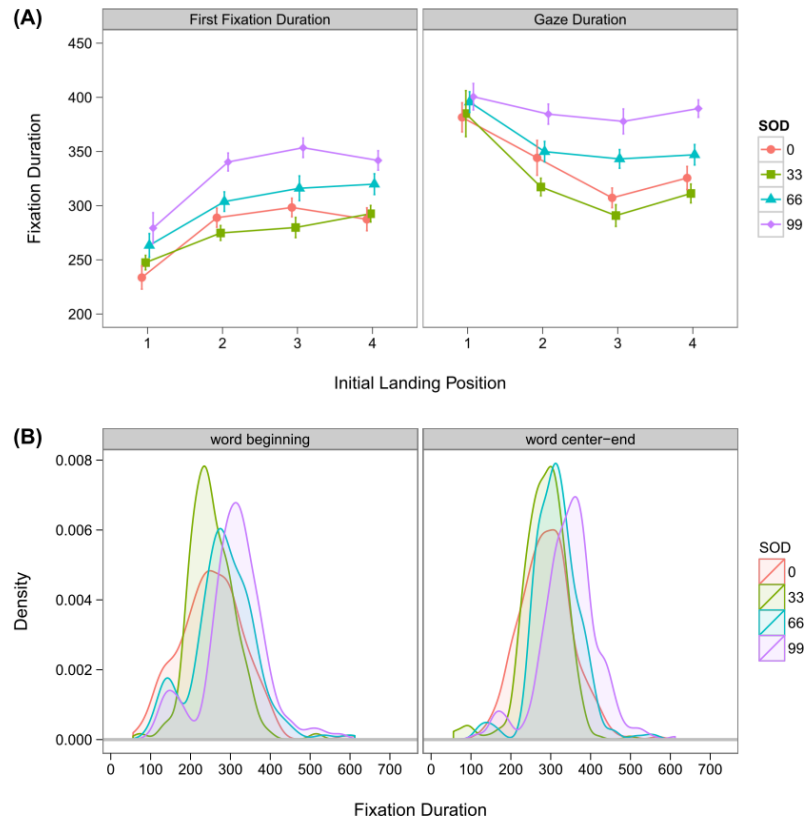 (A)
First Fixation Duration
Gaze Duration
450
400
350
300
250
200
Fixation Duration
1 2 3 4
1 2 3 4
Initial Landing Position
SOD
0
33
66
99
(B)
word beginning
word center−end
0.008
0.006
0.004
0.002
0.000
Density
0 100 200 300 400 500 600 700
0 100 200 300 400 500 600 700
Fixation Duration
SOD
0
33
66
99